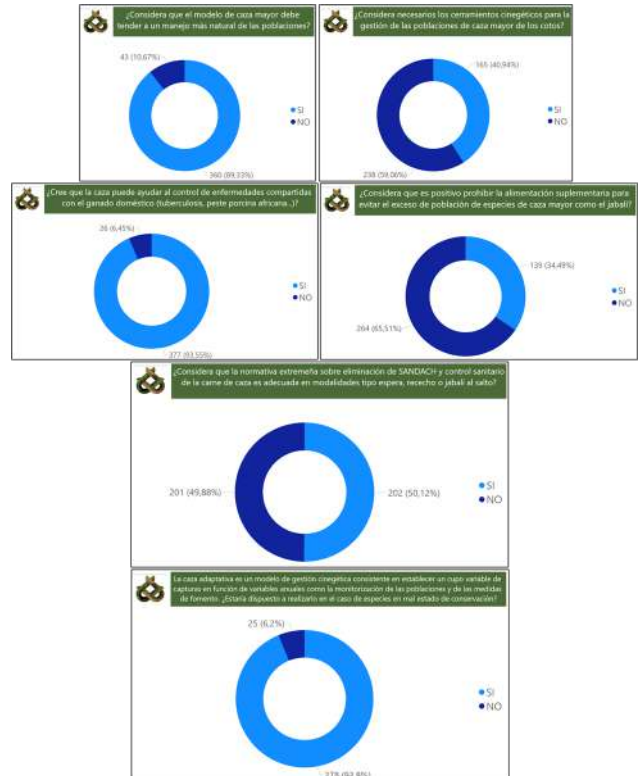 ¿Considera que el modelo de caza mayor debe
tender a un manejo más natural de las poblaciones?
43 (10,67%)
SI
NO
360 (89,33%)
¿Considera necesarios los cerramientos cinegéticos para la
gestión de las poblaciones de caza mayor de los cotos?
165 (40,94%)
SI
NO
238 (59,06%)
¿Cree que la caza puede ayudar al control de enfermedades compartidas
con el ganado doméstico (tuberculosis, peste porcina africana...)?
26 (6,45%)
SI
NO
377 (93,55%)
¿Considera que es positivo prohibir la alimentación suplementaria para
evitar el exceso de población de especies de caza mayor como el jabalí?
139 (34,49%)
SI
NO
264 (65,51%)
¿Considera que la normativa extremeña sobre eliminación de SANDACH y control sanitario
de la carne de caza es adecuada en modalidades tipo espera, rececho o jabalí al salto?
201 (49,88%)
202 (50,12%)
SI
NO
La caza adaptativa es un modelo de gestión cinegética consistente en establecer un cupo variable de
capturas en función de variables anuales como la monitorización de las poblaciones y de las medidas
de fomento. ¿Estaría dispuesto a realizarlo en el caso de especies en mal estado de conservación?
25 (6,2%)
SI
NO
378 (93,8%)